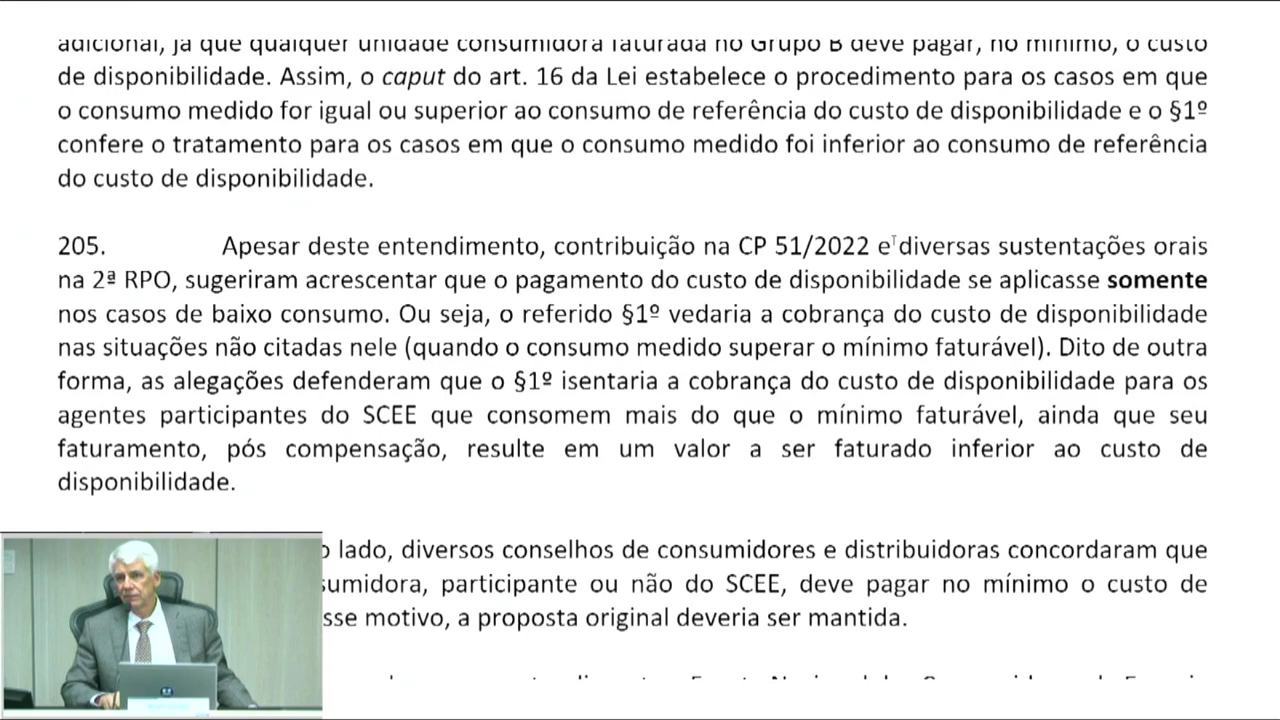 adicional, já que qualquer unidade consumidora faturada no Grupo B deve pagar, no mínimo, o custo
de disponibilidade. Assim, o caput do art. 16 da Lei estabelece o procedimento para os casos em que
o consumo medido for igual ou superior ao consumo de referência do custo de disponibilidade e o §1º
confere o tratamento para os casos em que o consumo medido foi inferior ao consumo de referência
do custo de disponibilidade.
205. Apesar deste entendimento, contribuição na CP 51/2022 e diversas sustentações orais
na 2ª RPO, sugeriram acrescentar que o pagamento do custo de disponibilidade se aplicasse somente
nos casos de baixo consumo. Ou seja, o referido §1º vedaria a cobrança do custo de disponibilidade
nas situações não citadas nele (quando o consumo medido superar o mínimo faturável). Dito de outra
forma, as alegações defenderam que o §1º isentaria a cobrança do custo de disponibilidade para os
agentes participantes do SCEE que consomem mais do que o mínimo faturável, ainda que seu
faturamento, pós compensação, resulte em um valor a ser faturado inferior ao custo de
disponibilidade.
o lado, diversos conselhos de consumidores e distribuidoras concordaram que
sumidora, participante ou não do SCEE, deve pagar no mínimo o custo de
sse motivo, a proposta original deveria ser mantida.